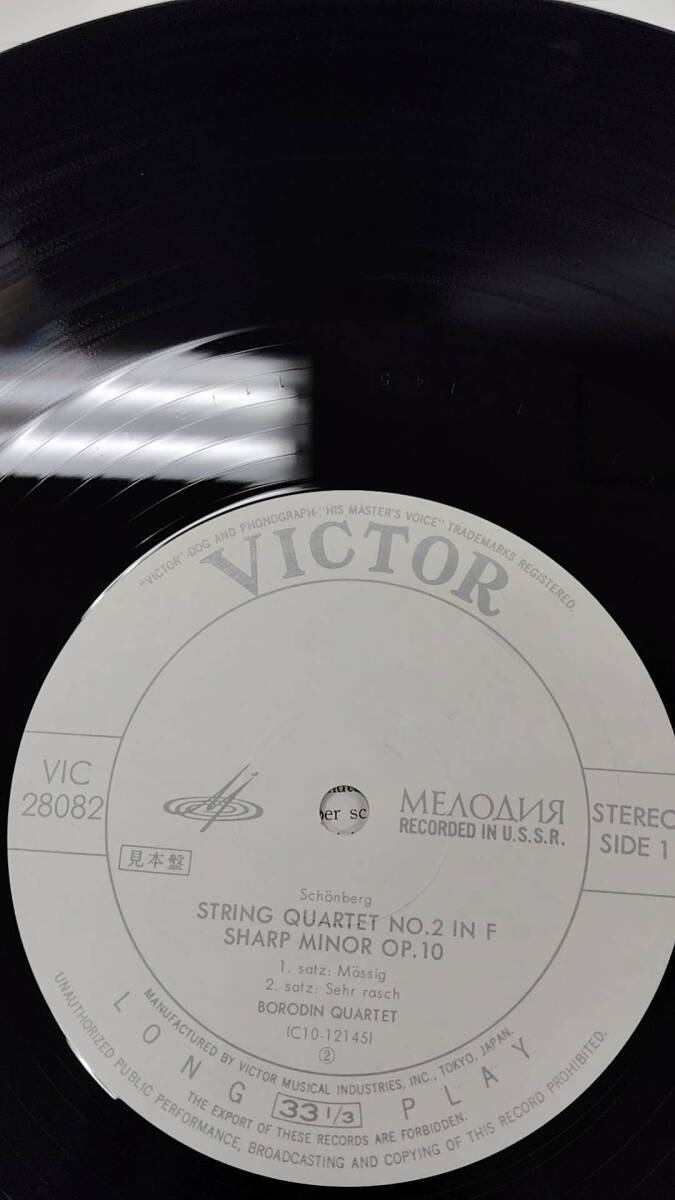 "VICTOR"-DOG AND PHONOGRAPH-"HIS MASTER'S VOICE" TRADEMARKS REGISTERED.
VICTOR
VIC
28082
МЕЛОДИЯ
RECORDED IN U.S.S.R.
STEREO
SIDE 1
per sc
見本盤
Schönberg
STRING QUARTET NO.2 IN F
SHARP MINOR OP.10
1. satz: Mässig
2. satz: Sehr rasch
BORODIN QUARTET
(C10-12145)
②
MANUFACTURED BY VICTOR MUSICAL INDUSTRIES, INC., TOKYO, JAPAN.
LONG 33 1/3 PLAY
THE EXPORT OF THESE RECORDS ARE FORBIDDEN.
UNAUTHORIZED PUBLIC PERFORMANCE, BROADCASTING AND COPYING OF THIS RECORD PROHIBITED.